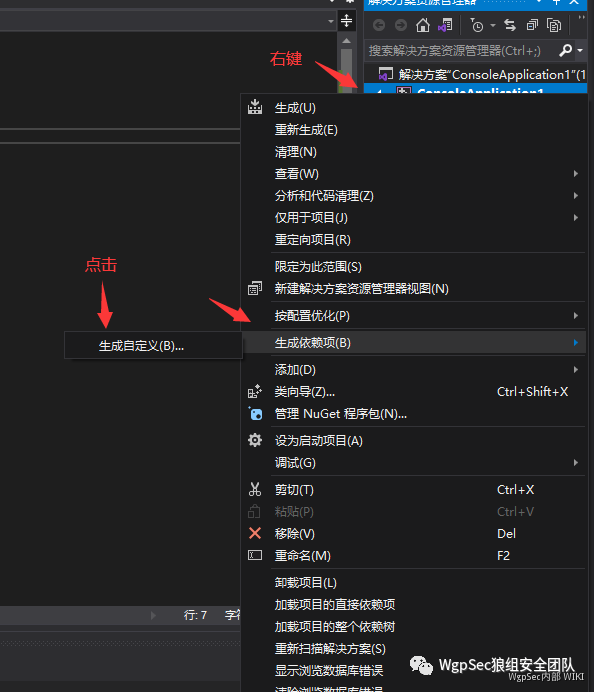 解决方案资源管理器
右键
搜索解决方案资源管理器(Ctrl+;)
解决方案"ConsoleApplication1"(1
ConsoleApplication1
生成(U)
重新生成(E)
清理(N)
查看(W)
分析和代码清理(Z)
仅用于项目(J)
重定向项目(R)
限定为此范围(S)
新建解决方案资源管理器视图(N)
点击
按配置优化(P)
生成依赖项(B)
生成自定义(B)...
添加(D)
类向导(Z)... Ctrl+Shift+X
管理 NuGet 程序包(N)...
设为启动项目(A)
调试(G)
剪切(T) Ctrl+X
粘贴(P) Ctrl+V
移除(V) Del
重命名(M) F2
卸载项目(L)
加载项目的直接依赖项
行: 7 字符
加载项目的整个依赖树
重新扫描解决方案(S)
显示浏览数据库错误
清除浏览数据库错误
WgpSec狼组安全团队
WgpSec内部 WIKI